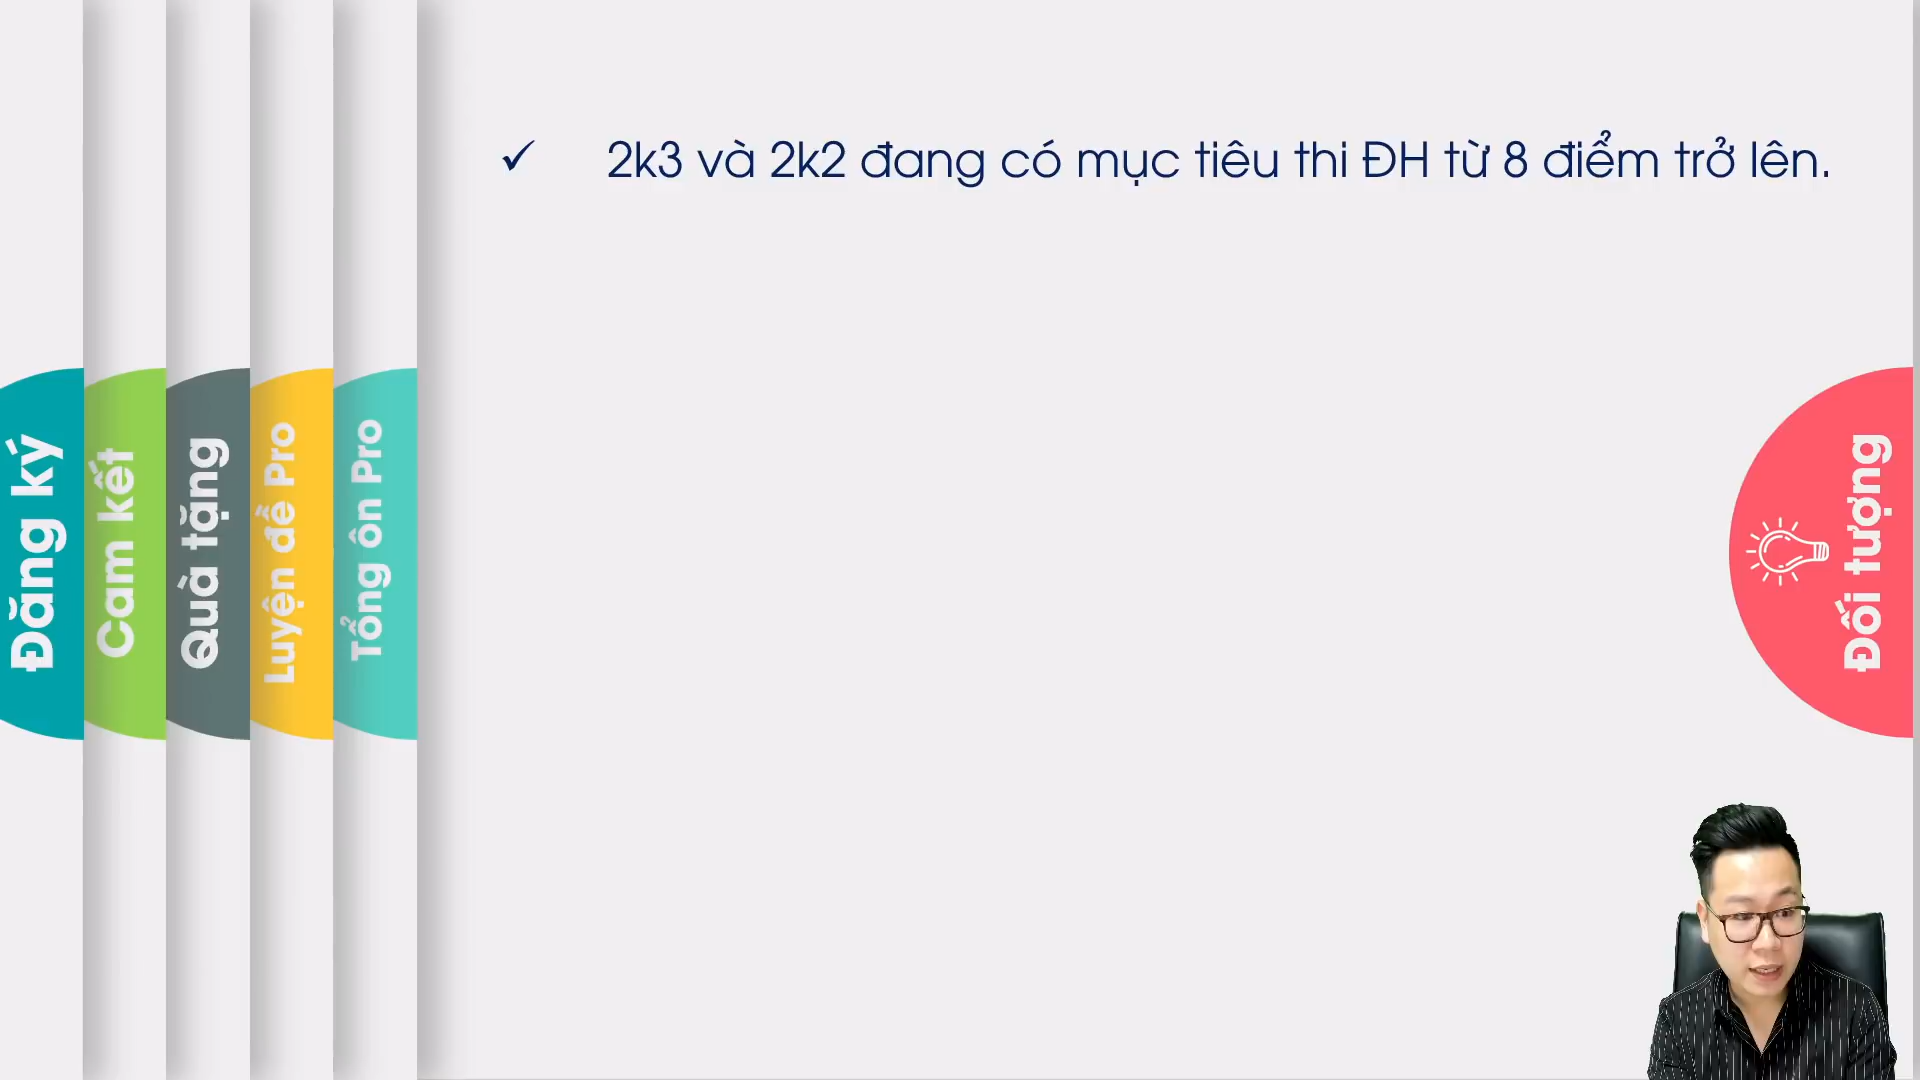 2k3 và 2k2 đang có mục tiêu thi ĐH từ 8 điểm trở lên.
Đăng ký
Cam kết
Quà tặng
Luyện đề Pro
Tổng ôn Pro
Đối tượng